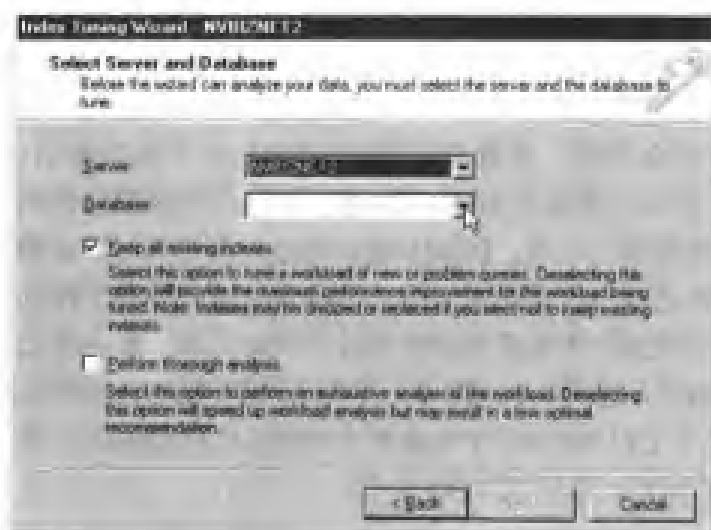 Index Tuning Wizard - NVBIZNET2
Select Server and Database
Before the wizard can analyze your data, you must select the server and the database to
tune.
Server
NVBIZNET2
Database
Keep all existing indexes
Select this option to tune a workload of new or problem queries. Deselecting this
option will provide the maximum performance improvement for the workload being
tuned. Note: Indexes may be dropped or replaced if you elect not to keep existing
indexes.
Perform thorough analysis
Select this option to perform an exhaustive analysis of the workload. Deselecting
this option will speed up workload analysis but may result in a less optimal
recommendation.
< Back
Cancel